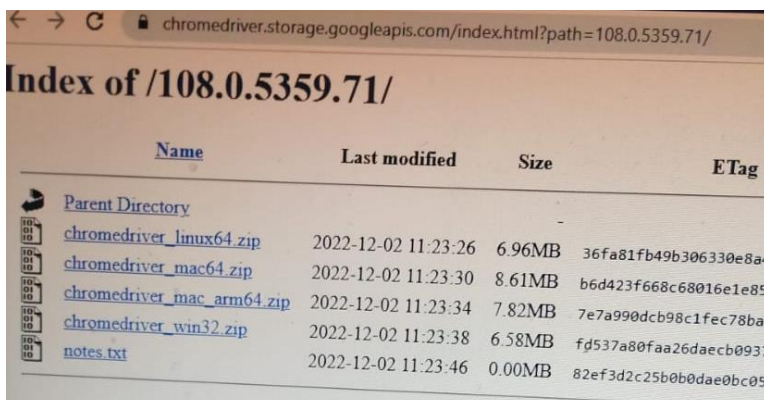 chromedriver.storage.googleapis.com/index.html?path=108.0.5359.71/
Index of /108.0.5359.71/
Name Last modified Size ETag
Parent Directory -
chromedriver_linux64.zip 2022-12-02 11:23:26 6.96MB 36fa81fb49b306330e8a
chromedriver_mac64.zip 2022-12-02 11:23:30 8.61MB b6d423f668c68016e1e85
chromedriver_mac_arm64.zip 2022-12-02 11:23:34 7.82MB 7e7a990dcb98c1fec78ba
chromedriver_win32.zip 2022-12-02 11:23:38 6.58MB fd537a80faa26daecb093
notes.txt 2022-12-02 11:23:46 0.00MB 82ef3d2c25b0b0dae0bc05